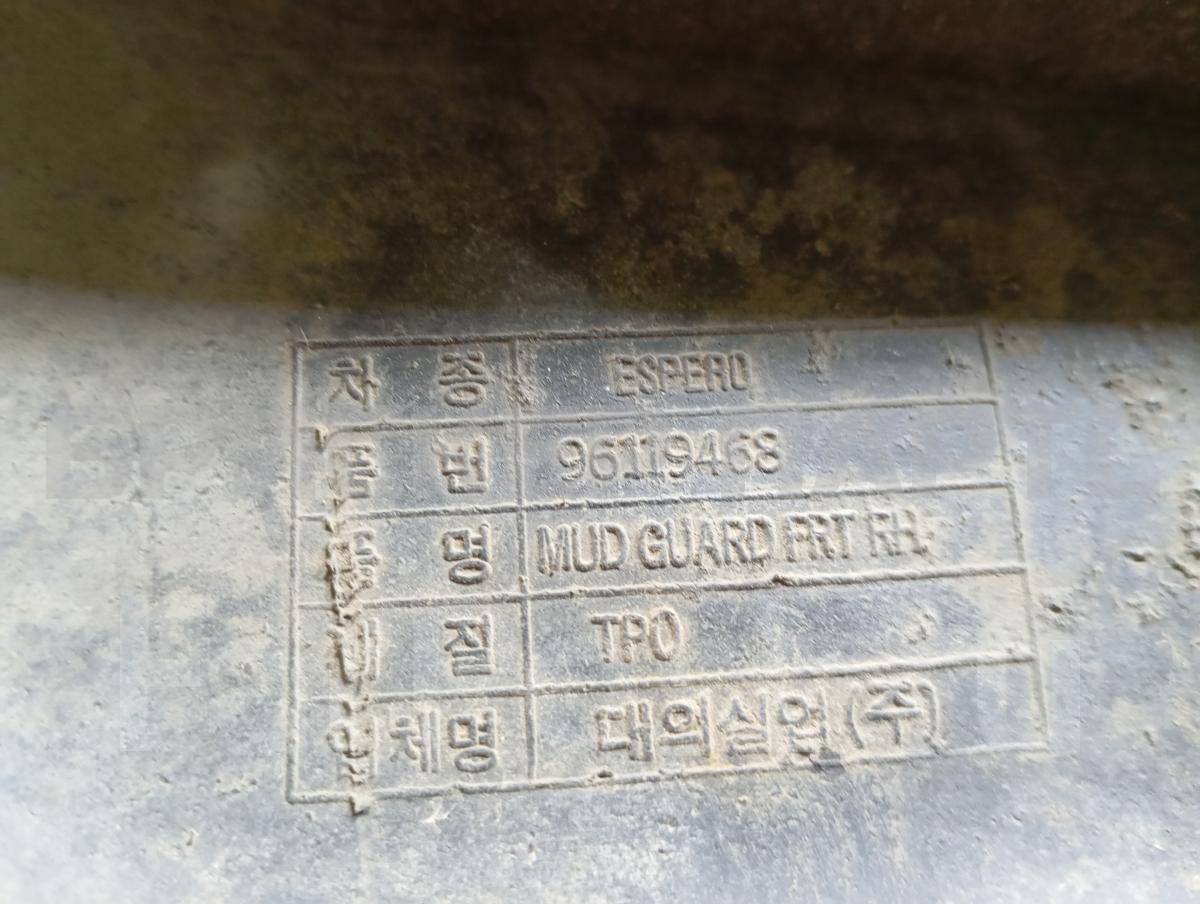 차 종 ESPERO
품 번 96119468
품 명 MUD GUARD FRT RH.
재 질 TPO
업체명 대의실업(주)